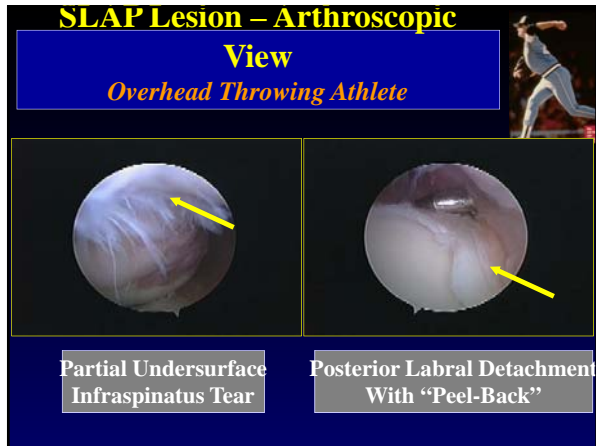 SLAP Lesion – Arthroscopic
View
Overhead Throwing Athlete
Partial Undersurface
Infraspinatus Tear
Posterior Labral Detachment
With “Peel-Back”